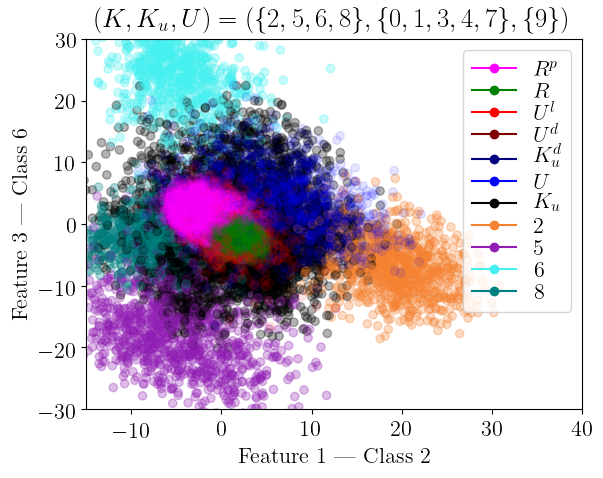 (K, K_u, U) = ({2, 5, 6, 8}, {0, 1, 3, 4, 7}, {9})
30
20
10
0
−10
−20
−30
Feature 3 — Class 6
R^p
R
U^l
U^d
K_u^d
U
K_u
2
5
6
8
−10
0
10
20
30
40
Feature 1 — Class 2